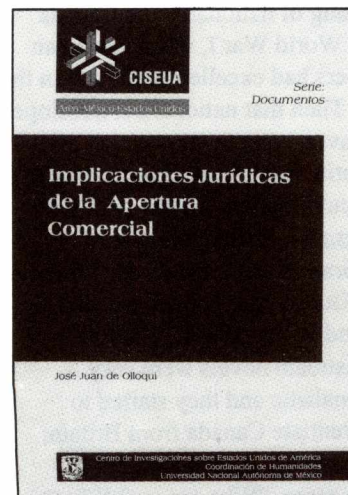 CISEUA
Serie:
Documentos
Area: México-Estados Unidos
Implicaciones Jurídicas
de la Apertura
Comercial
José Juan de Olloqui
Centro de Investigaciones sobre Estados Unidos de América
Coordinación de Humanidades
Universidad Nacional Autónoma de México